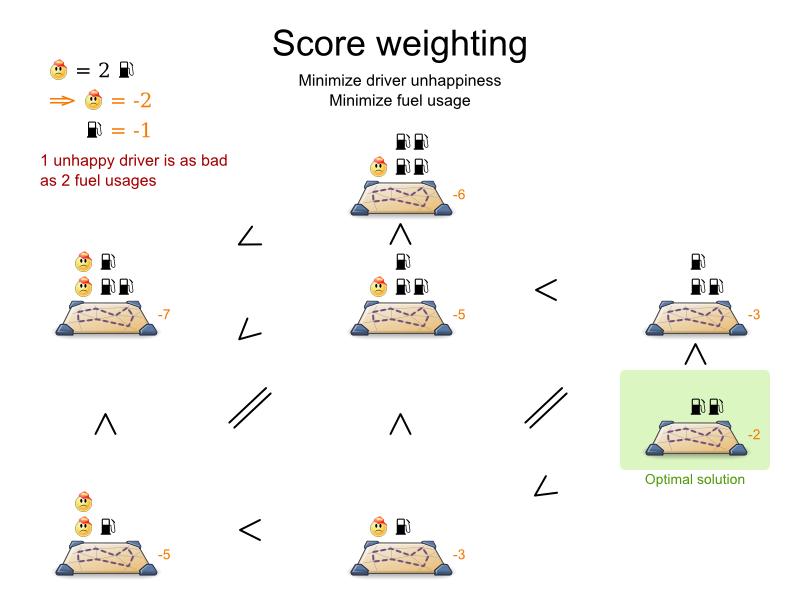 Score weighting
Minimize driver unhappiness
Minimize fuel usage
= 2
⇒ = -2
= -1
1 unhappy driver is as bad
as 2 fuel usages
-6
<
∧
-7
-5
<
-3
<
∧
//
//
-2
∧
∧
Optimal solution
<
-5
<
-3